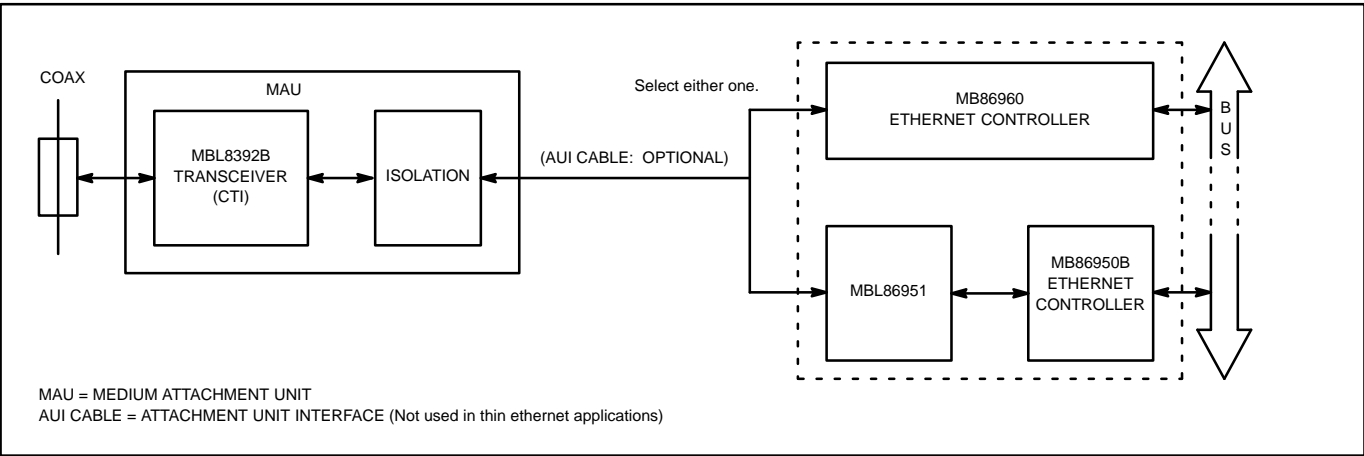 COAX
MAU
MBL8392B
TRANSCEIVER
(CTI)
ISOLATION
(AUI CABLE: OPTIONAL)
Select either one.
MB86960
ETHERNET CONTROLLER
MBL86951
MB86950B
ETHERNET
CONTROLLER
B
U
S
MAU = MEDIUM ATTACHMENT UNIT
AUI CABLE = ATTACHMENT UNIT INTERFACE (Not used in thin ethernet applications)